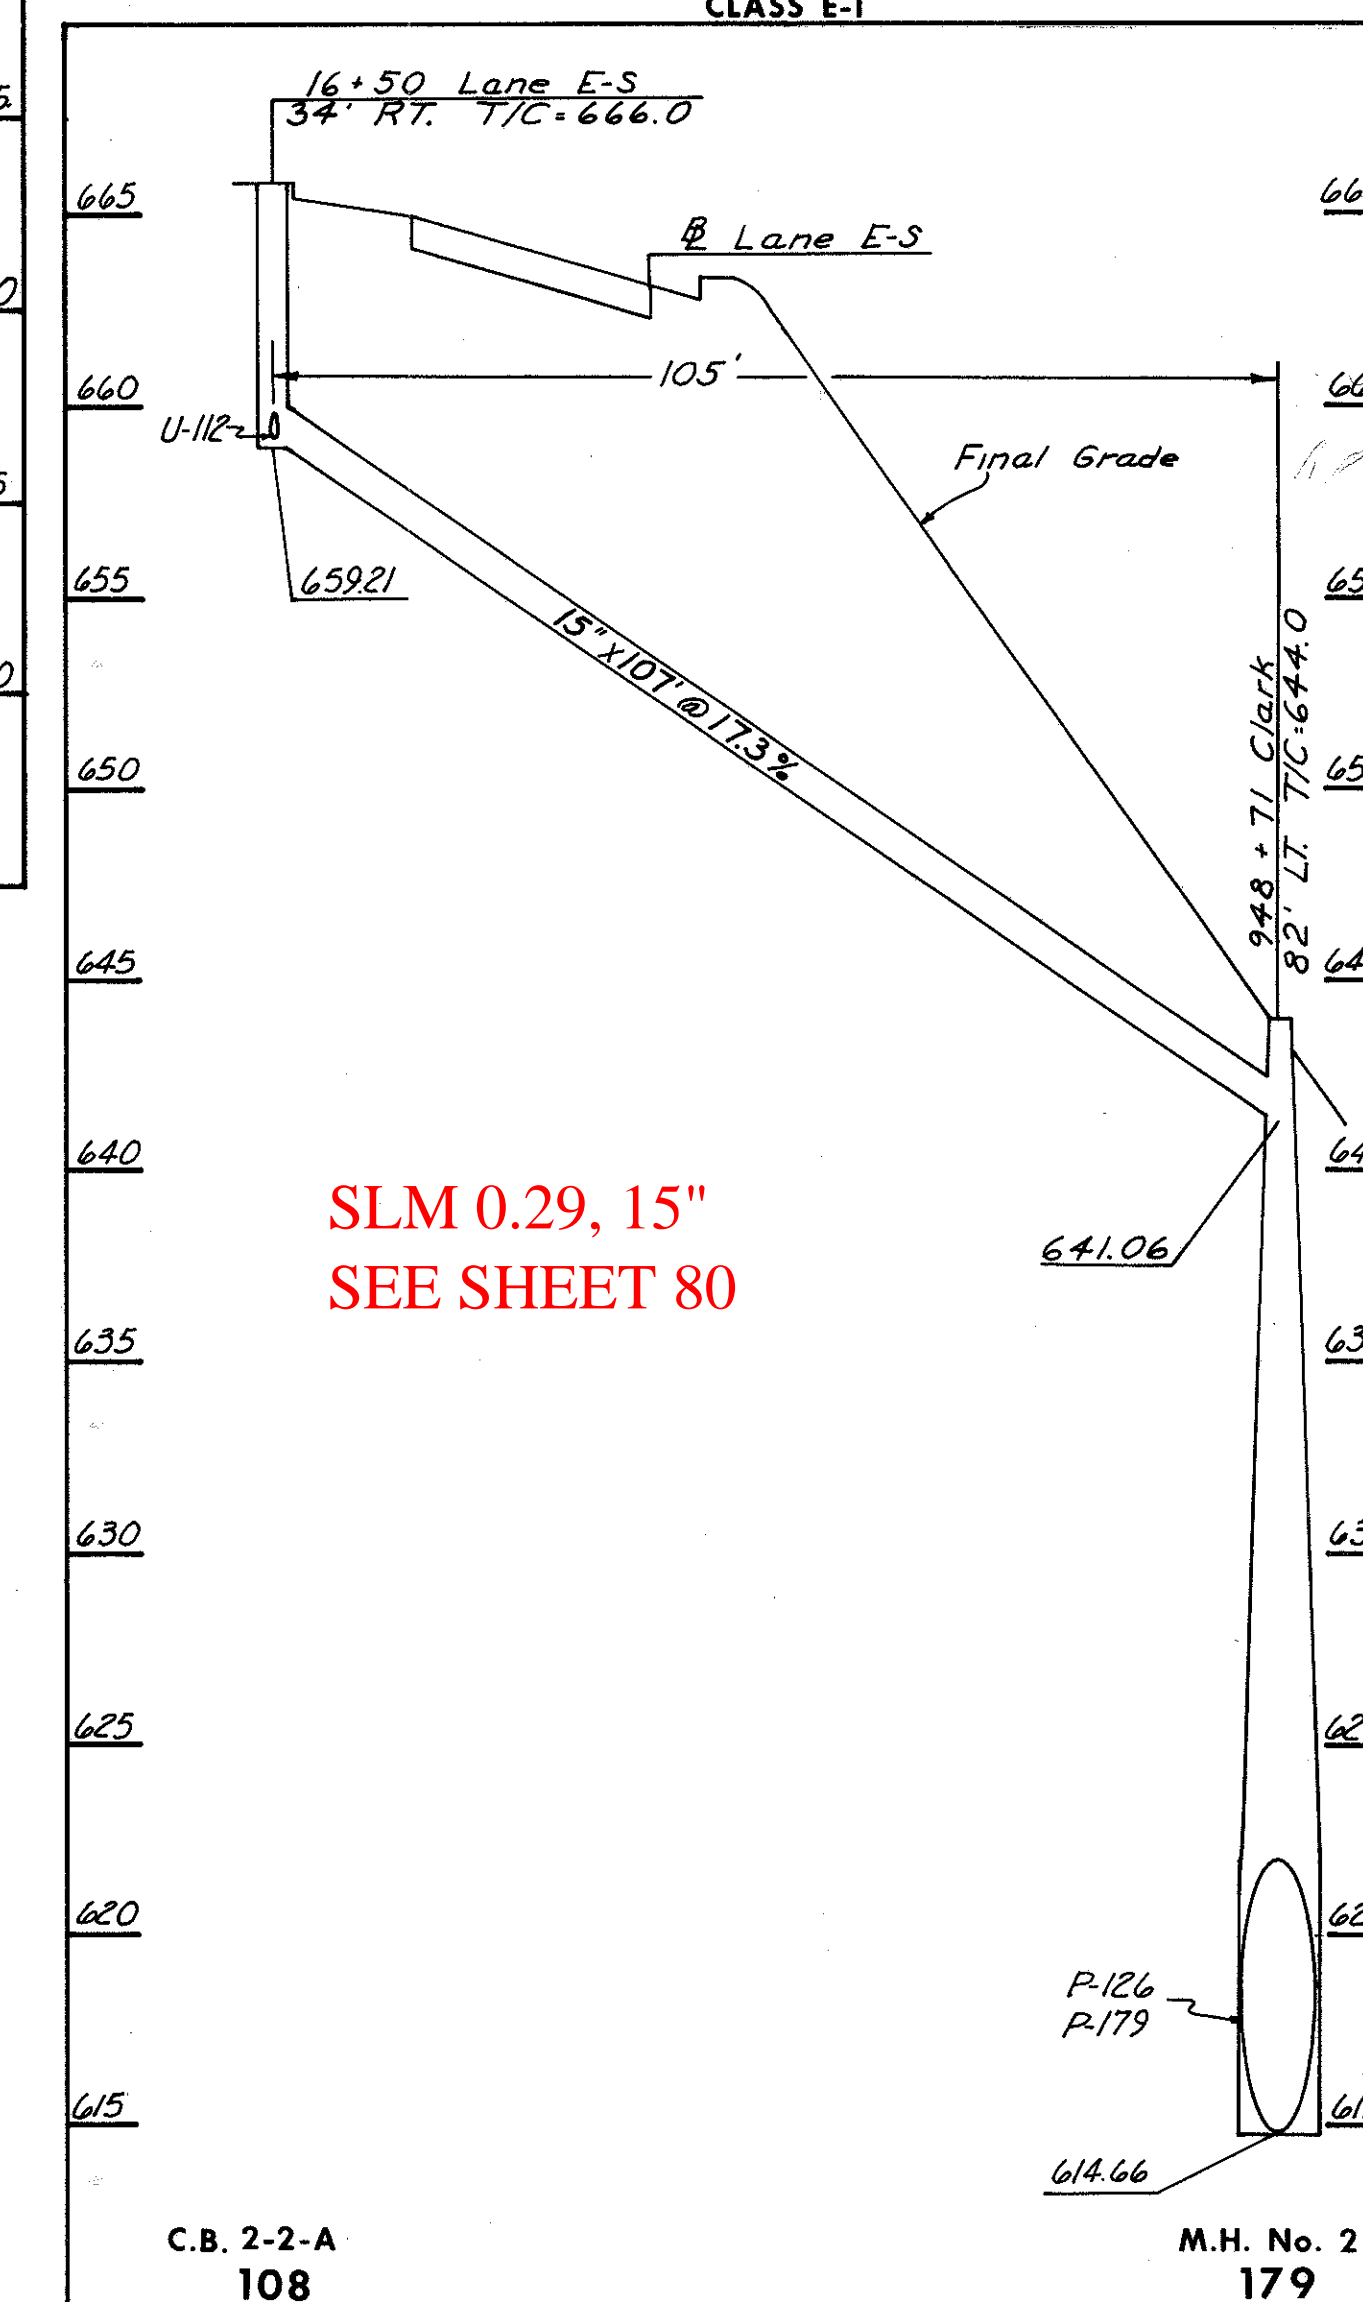 CLASS E-1
16+50 Lane E-S
34' RT. T/C=666.0
665
℄ Lane E-S
105'
660
U-112
Final Grade
659.21
655
15" x 107' @ 17.3%
948 + 71 Clark
82' LT. T/C=644.0
650
645
640
SLM 0.29, 15"
SEE SHEET 80
641.06
635
630
625
620
P-126
P-179
615
614.66
C.B. 2-2-A
108
M.H. No. 2
179